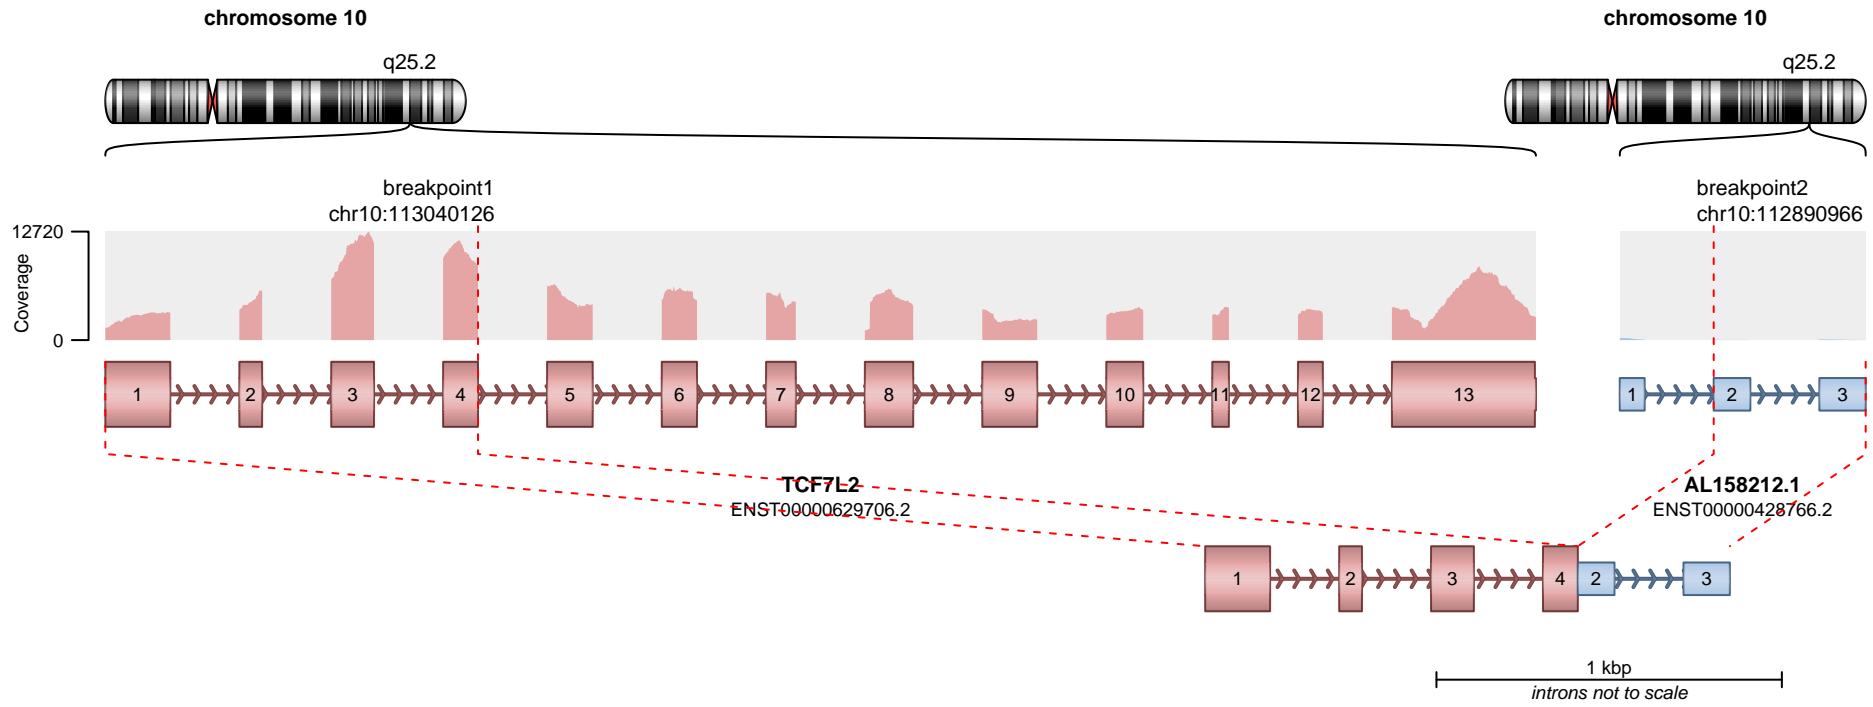 chromosome 10
chromosome 10
q25.2
q25.2
breakpoint1
chr10:113040126
breakpoint2
chr10:112890966
12720
Coverage
0
1 2 3 4 5 6 7 8 9 10 11 12 13
1 2 3
TCF7L2
ENST00000629706.2
AL158212.1
ENST00000428766.2
1 2 3 4 2 3
1 kbp
introns not to scale